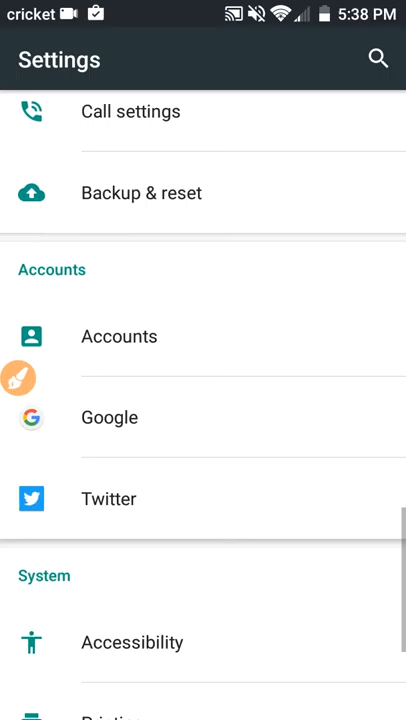 cricket 5:38 PM
Settings
Call settings
Backup & reset
Accounts
Accounts
Google
Twitter
System
Accessibility